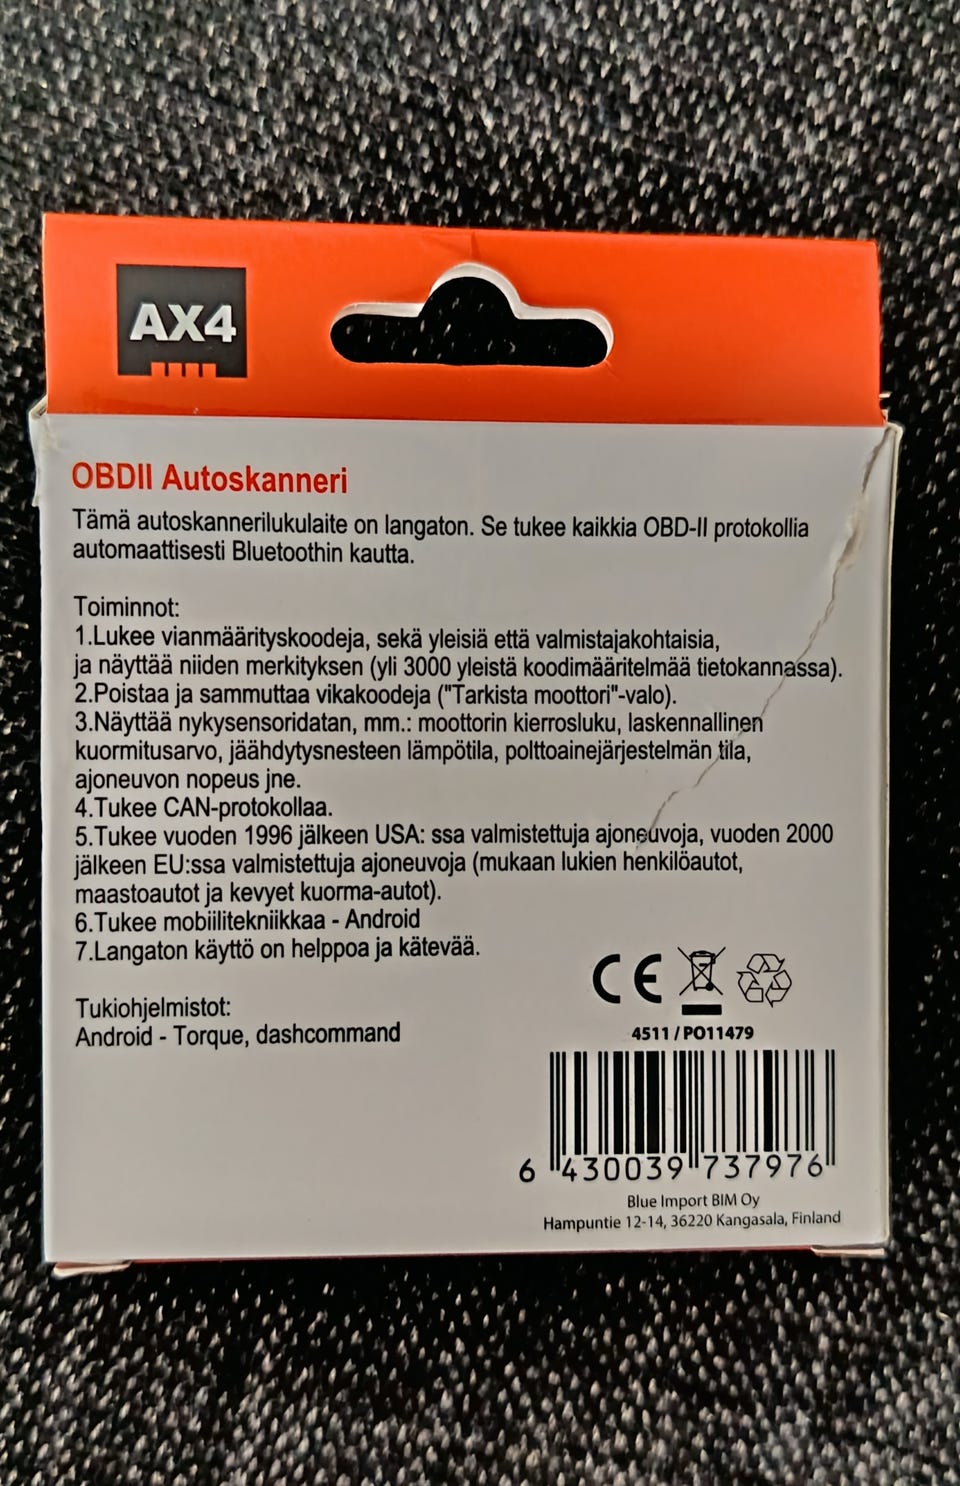 AX4
OBDII Autoskanneri
Tämä autoskannerilukulaite on langaton. Se tukee kaikkia OBD-II protokollia
automaattisesti Bluetoothin kautta.
Toiminnot:
1.Lukee vianmäärityskoodeja, sekä yleisiä että valmistajakohtaisia,
ja näyttää niiden merkityksen (yli 3000 yleistä koodimääritelmää tietokannassa).
2.Poistaa ja sammuttaa vikakoodeja ("Tarkista moottori"-valo).
3.Näyttää nykysensoridatan, mm.: moottorin kierrosluku, laskennallinen
kuormitusarvo, jäähdytysnesteen lämpötila, polttoainejärjestelmän tila,
ajoneuvon nopeus jne.
4.Tukee CAN-protokollaa.
5.Tukee vuoden 1996 jälkeen USA: ssa valmistettuja ajoneuvoja, vuoden 2000
jälkeen EU:ssa valmistettuja ajoneuvoja (mukaan lukien henkilöautot,
maastoautot ja kevyet kuorma-autot).
6.Tukee mobiilitekniikkaa - Android
7.Langaton käyttö on helppoa ja kätevää.
Tukiohjelmistot:
Android - Torque, dashcommand
CE
4511 / PO11479
6 430039 737976
Blue Import BIM Oy
Hampuntie 12-14, 36220 Kangasala, Finland